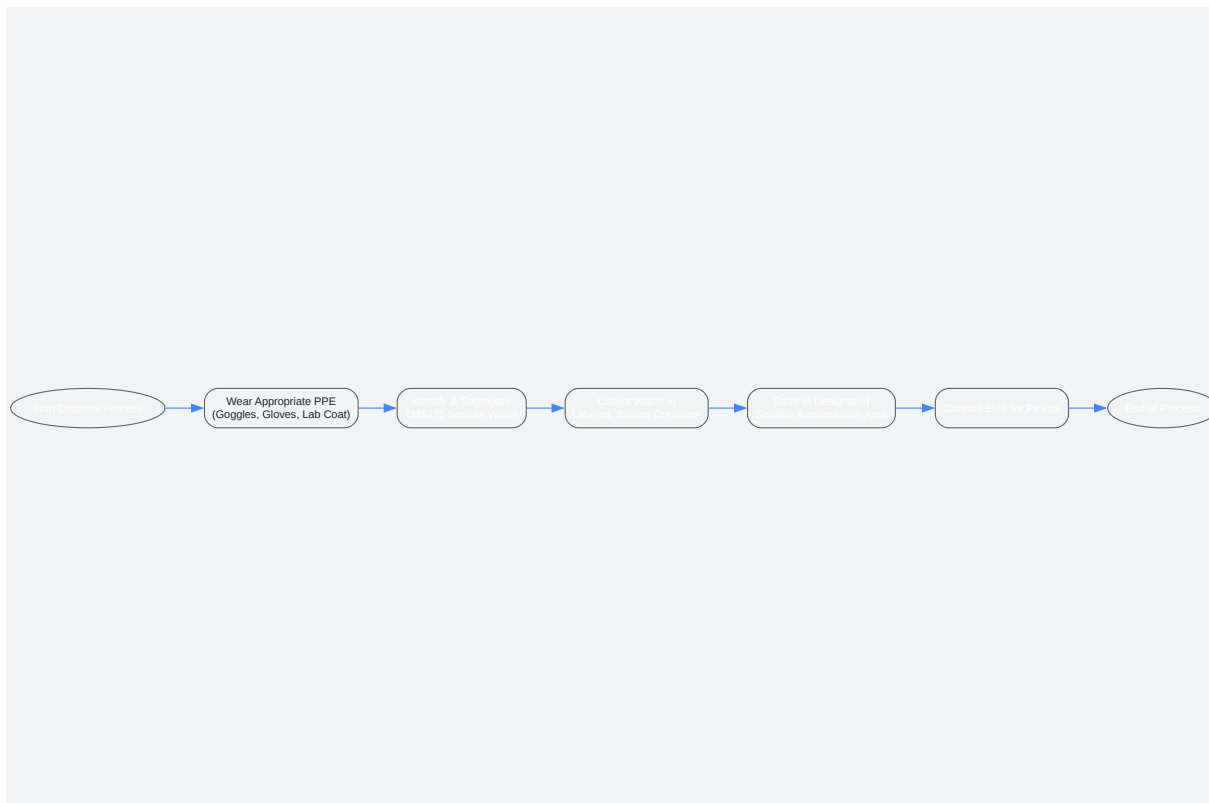 Start Disposal Process
Wear Appropriate PPE
(Goggles, Gloves, Lab Coat)
Identify & Segregate
Sodium Waste
Collect Waste in
Labeled, Sealed Container
Store in Designated
Satellite Accumulation Area
Contact EHS for Pickup
End of Process